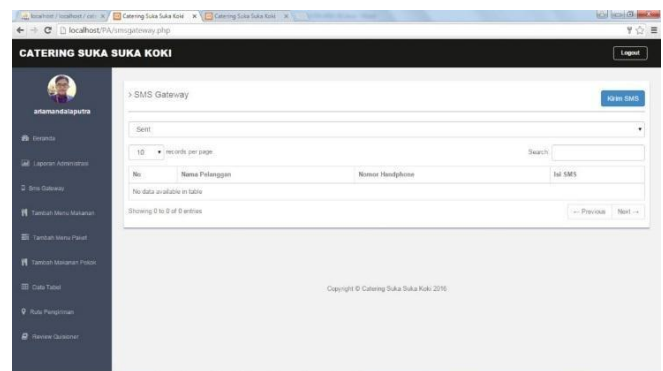 localhost / localhost / cat
Catering Suka Suka Koki
Catering Suka Suka Koki
localhost/PA/smsgateway.php
CATERING SUKA SUKA KOKI
Logout
artamandalaputra
Beranda
Laporan Administrasi
Sms Gateway
Tambah Menu Makanan
Tambah Menu Paket
Tambah Makanan Pokok
Data Tabel
Rute Pengiriman
Review Quisioner
> SMS Gateway
Kirim SMS
Sent
10 records per page
Search:
No Nama Pelanggan Nomor Handphone Isi SMS
No data available in table
Showing 0 to 0 of 0 entries
← Previous Next →
Copyright © Catering Suka Suka Koki 2016